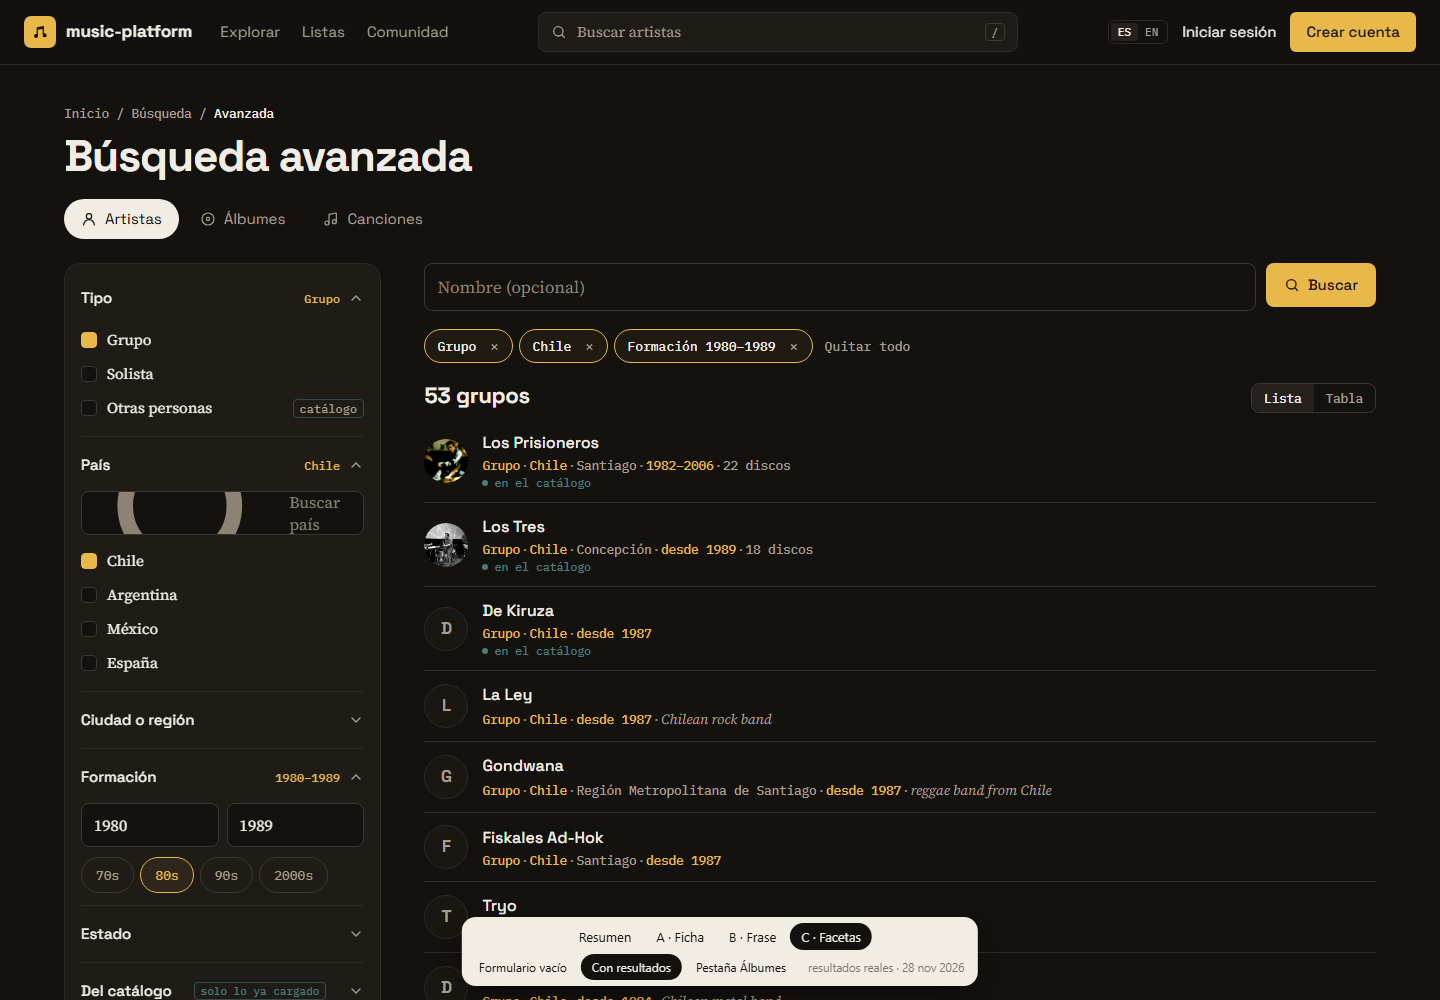 music-platform Explorar Listas Comunidad Buscar artistas / ES EN Iniciar sesión Crear cuenta
Inicio / Búsqueda / Avanzada
Búsqueda avanzada
Artistas Álbumes Canciones
Tipo Grupo
Grupo
Solista
Otras personas catálogo
País Chile
Buscar
país
Chile
Argentina
México
España
Ciudad o región
Formación 1980–1989
1980 1989
70s 80s 90s 2000s
Estado
Del catálogo solo lo ya cargado
Nombre (opcional) Buscar
Grupo × Chile × Formación 1980–1989 × Quitar todo
53 grupos Lista Tabla
Los Prisioneros
Grupo · Chile · Santiago · 1982–2006 · 22 discos
en el catálogo
Los Tres
Grupo · Chile · Concepción · desde 1989 · 18 discos
en el catálogo
D De Kiruza
Grupo · Chile · desde 1987
en el catálogo
L La Ley
Grupo · Chile · desde 1987 · Chilean rock band
G Gondwana
Grupo · Chile · Región Metropolitana de Santiago · desde 1987 · reggae band from Chile
F Fiskales Ad-Hok
Grupo · Chile · Santiago · desde 1987
T Tryo
D
Resumen A · Ficha B · Frase C · Facetas
Formulario vacío Con resultados Pestaña Álbumes resultados reales · 28 nov 2026